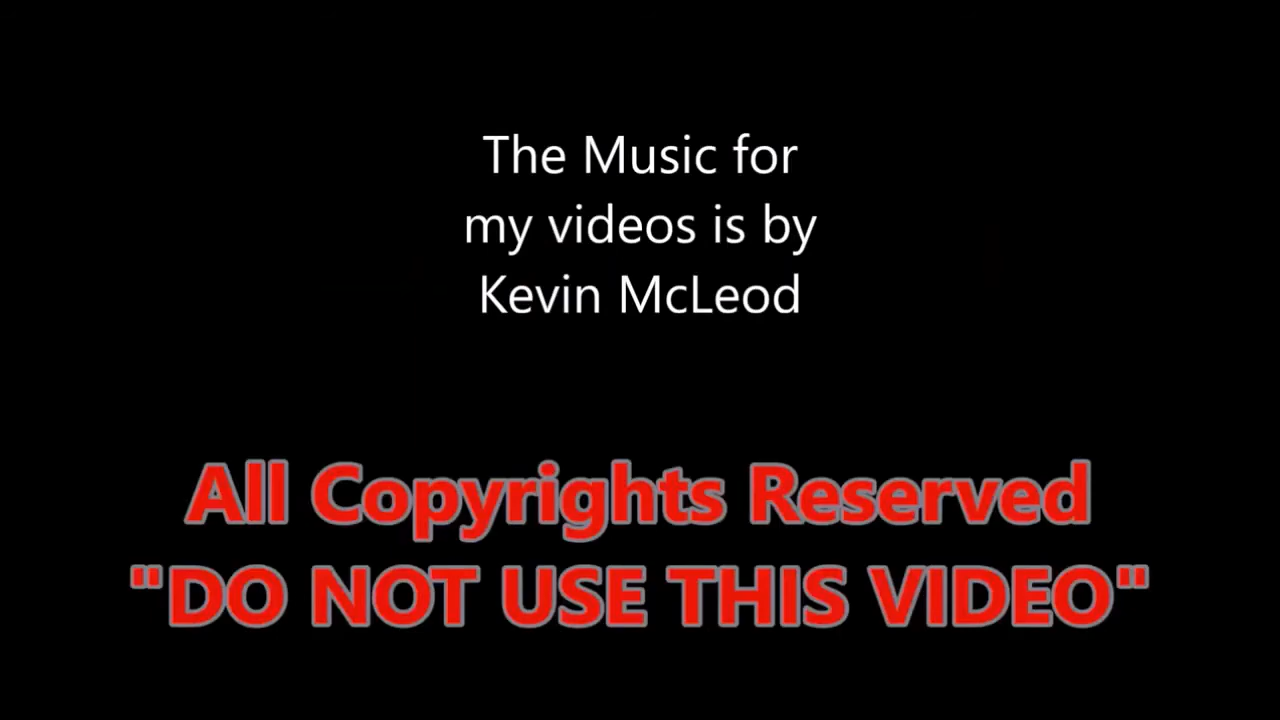 The Music for
my videos is by
Kevin McLeod
All Copyrights Reserved
"DO NOT USE THIS VIDEO"